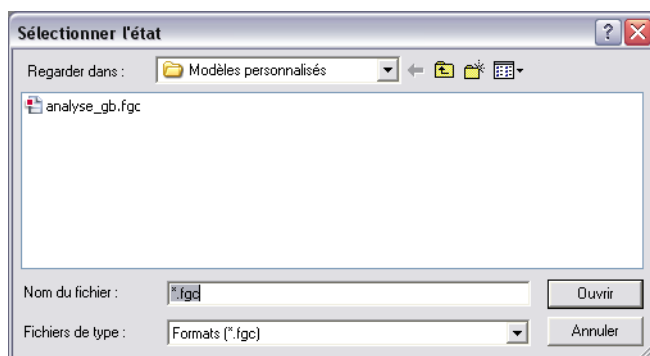 Sélectionner l'état
Regarder dans : Modèles personnalisés
analyse_gb.fgc
Nom du fichier : *.fgc Ouvrir
Fichiers de type : Formats (*.fgc) Annuler